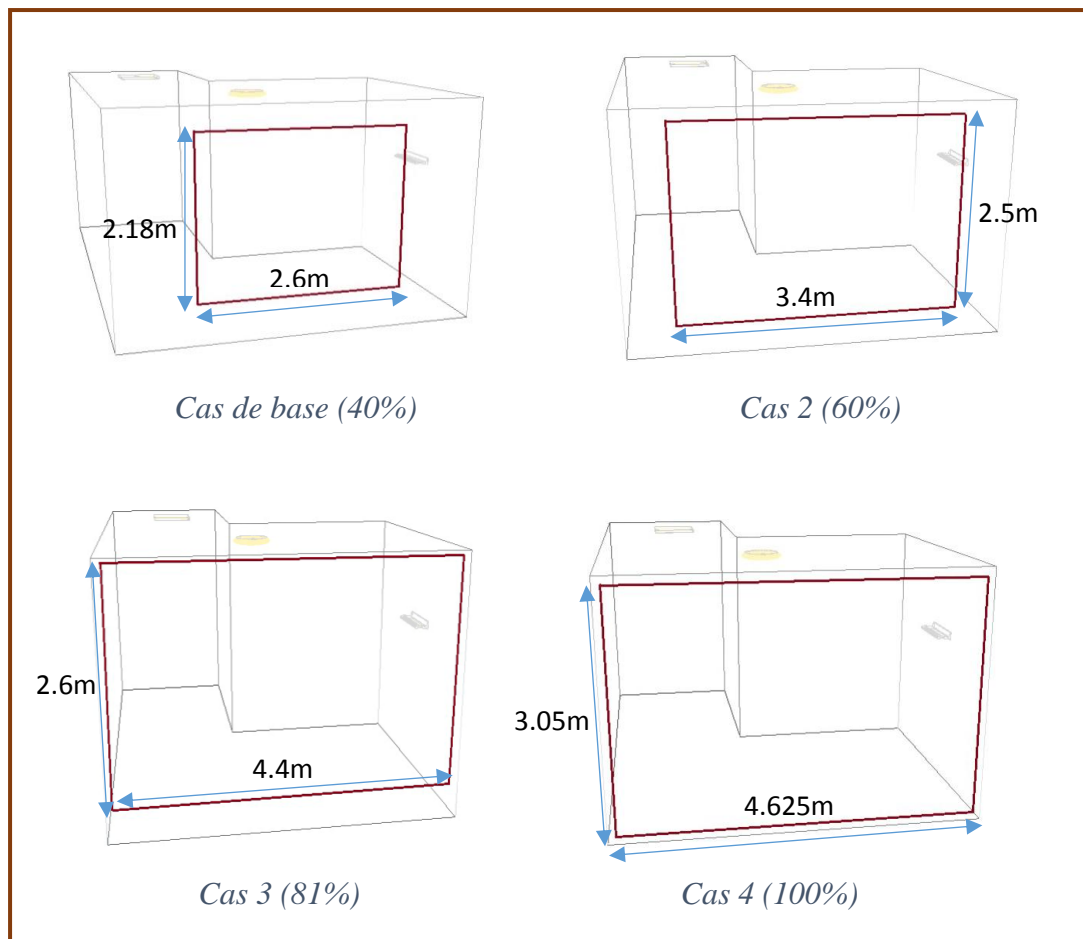 2.18m
2.6m
Cas de base (40%)
2.5m
3.4m
Cas 2 (60%)
2.6m
4.4m
Cas 3 (81%)
3.05m
4.625m
Cas 4 (100%)